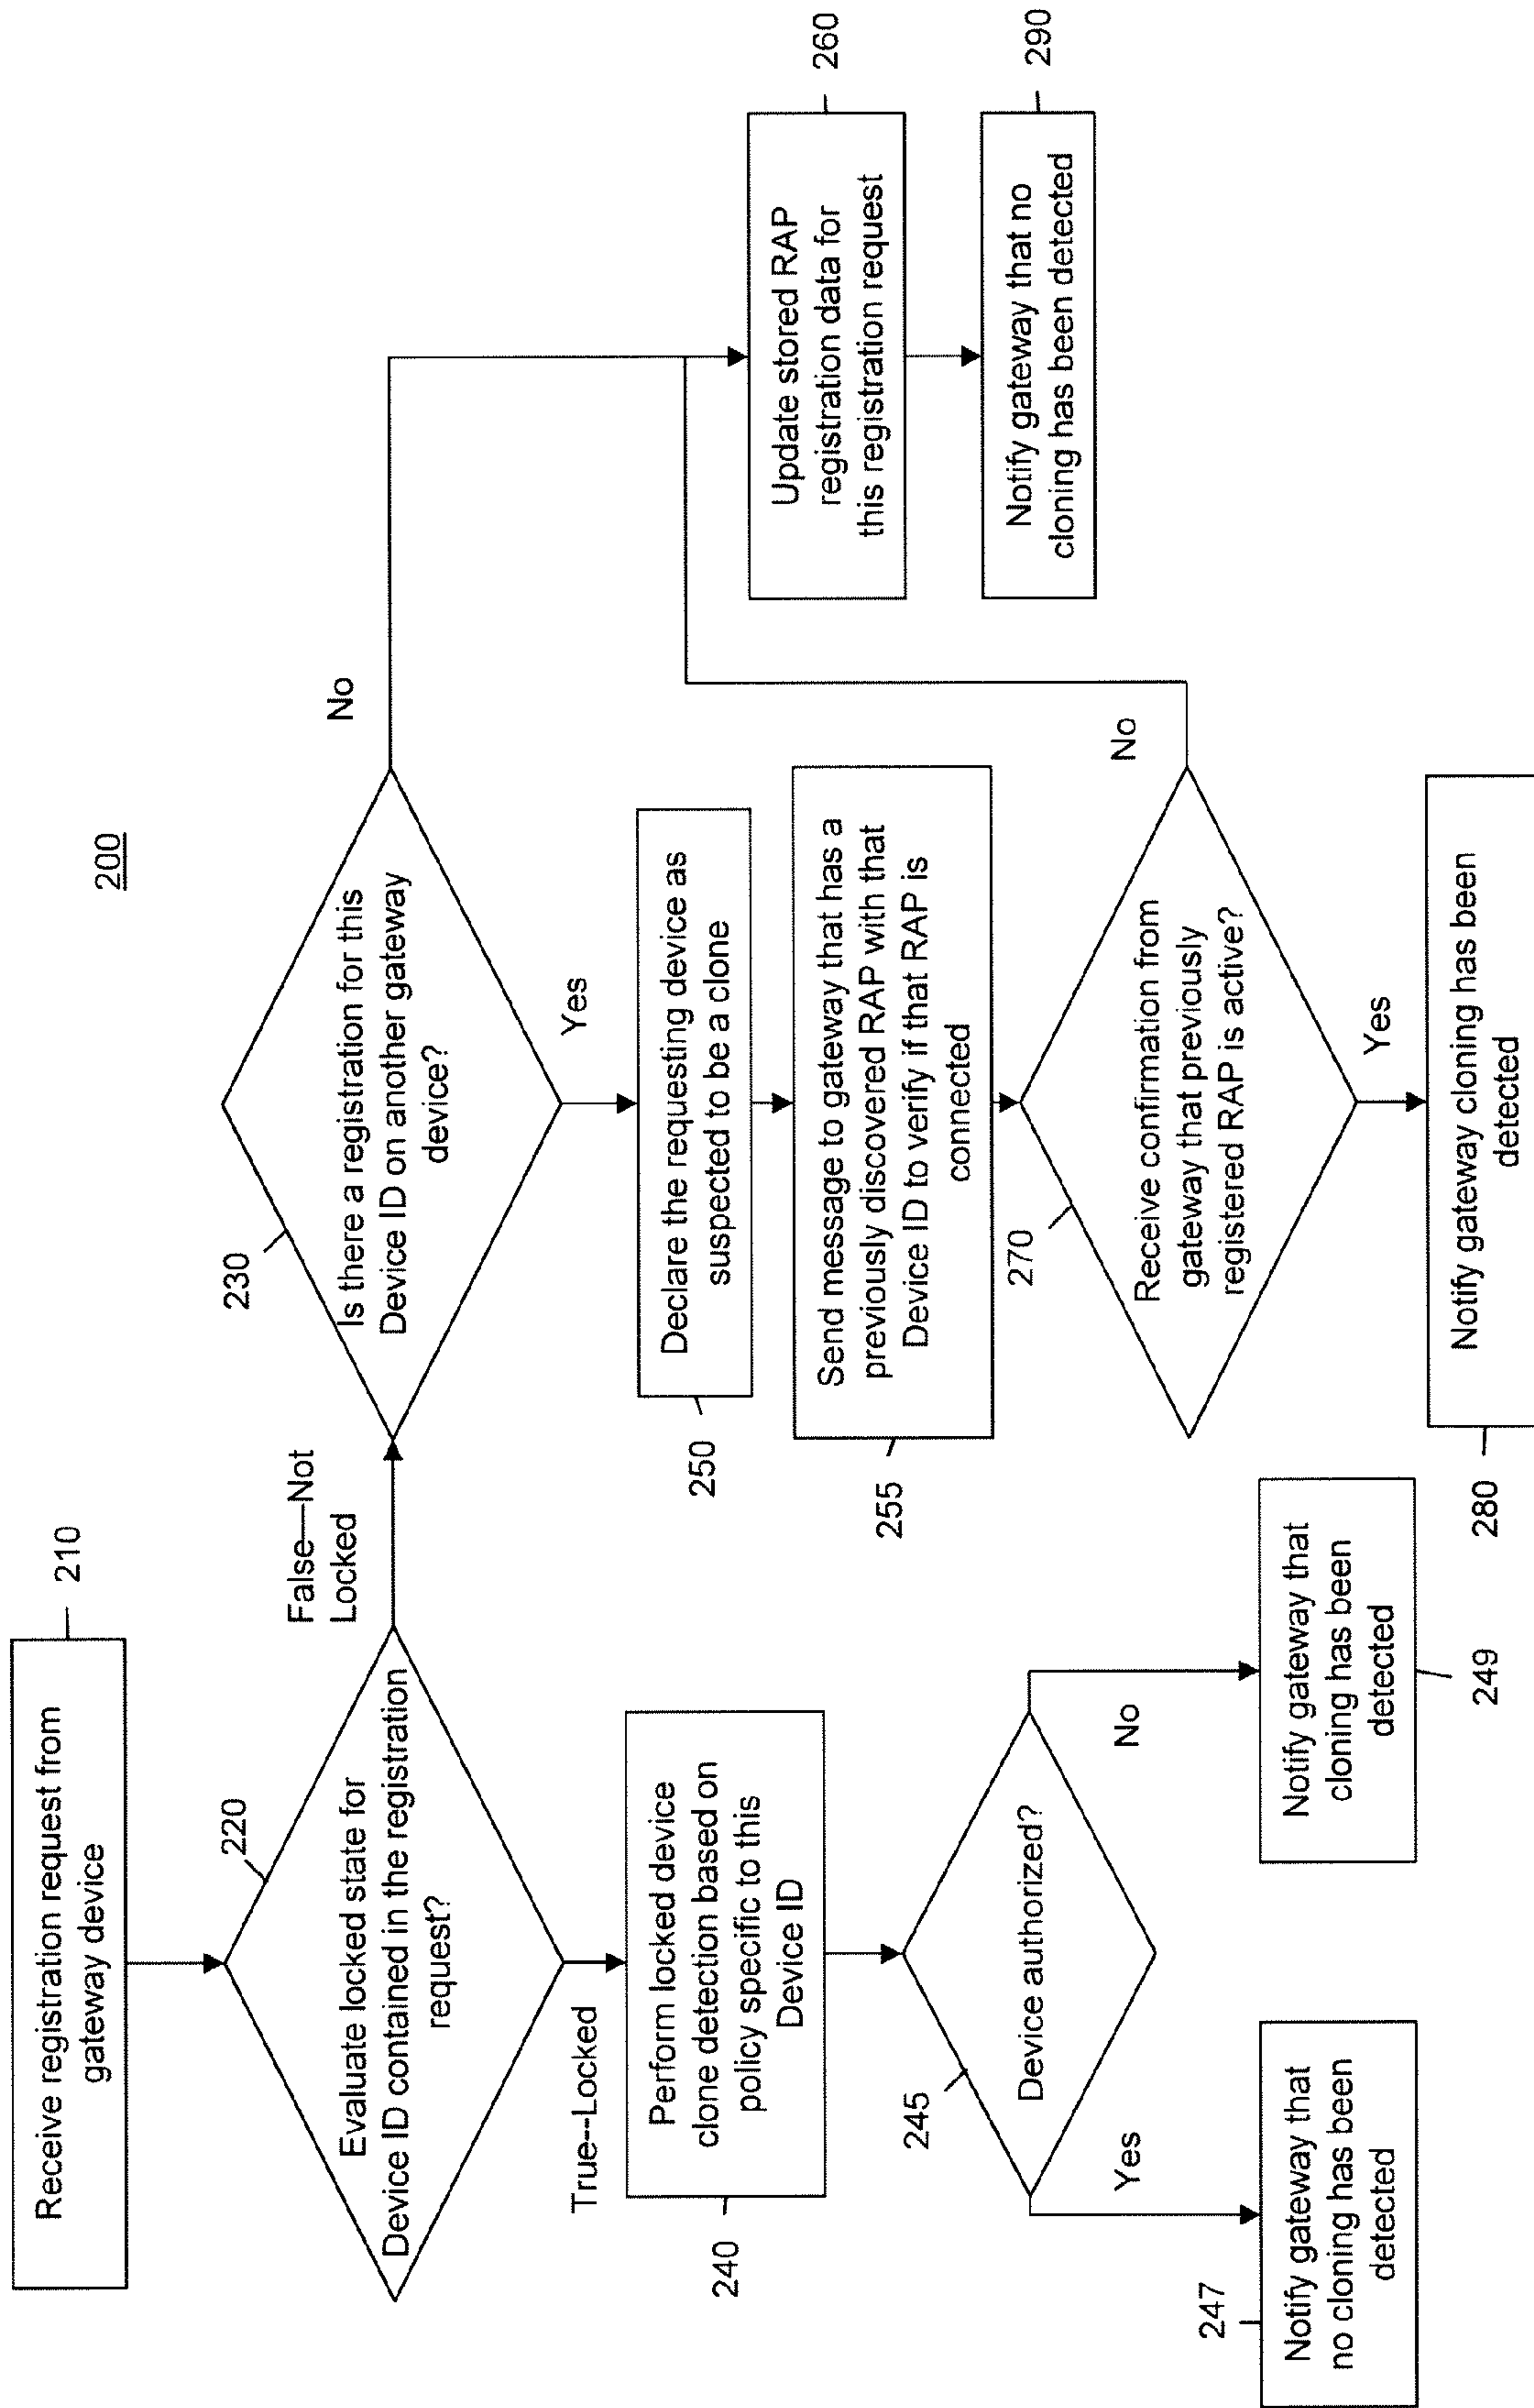 200
Receive registration request from
gateway device
210
220
Evaluate locked state for
Device ID contained in the registration
request?
False—Not
Locked
True--Locked
230
Is there a registration for this
Device ID on another gateway
device?
No
Yes
240
Perform locked device
clone detection based on
policy specific to this
Device ID
245
Device authorized?
Yes
No
247
Notify gateway that
no cloning has been
detected
Notify gateway that
cloning has been
detected
249
250
Declare the requesting device as
suspected to be a clone
255
Send message to gateway that has a
previously discovered RAP with that
Device ID to verify if that RAP is
connected
270
Receive confirmation from
gateway that previously
registered RAP is active?
No
Yes
280
Notify gateway cloning has been
detected
Update stored RAP
registration data for
this registration request
260
Notify gateway that no
cloning has been detected
290